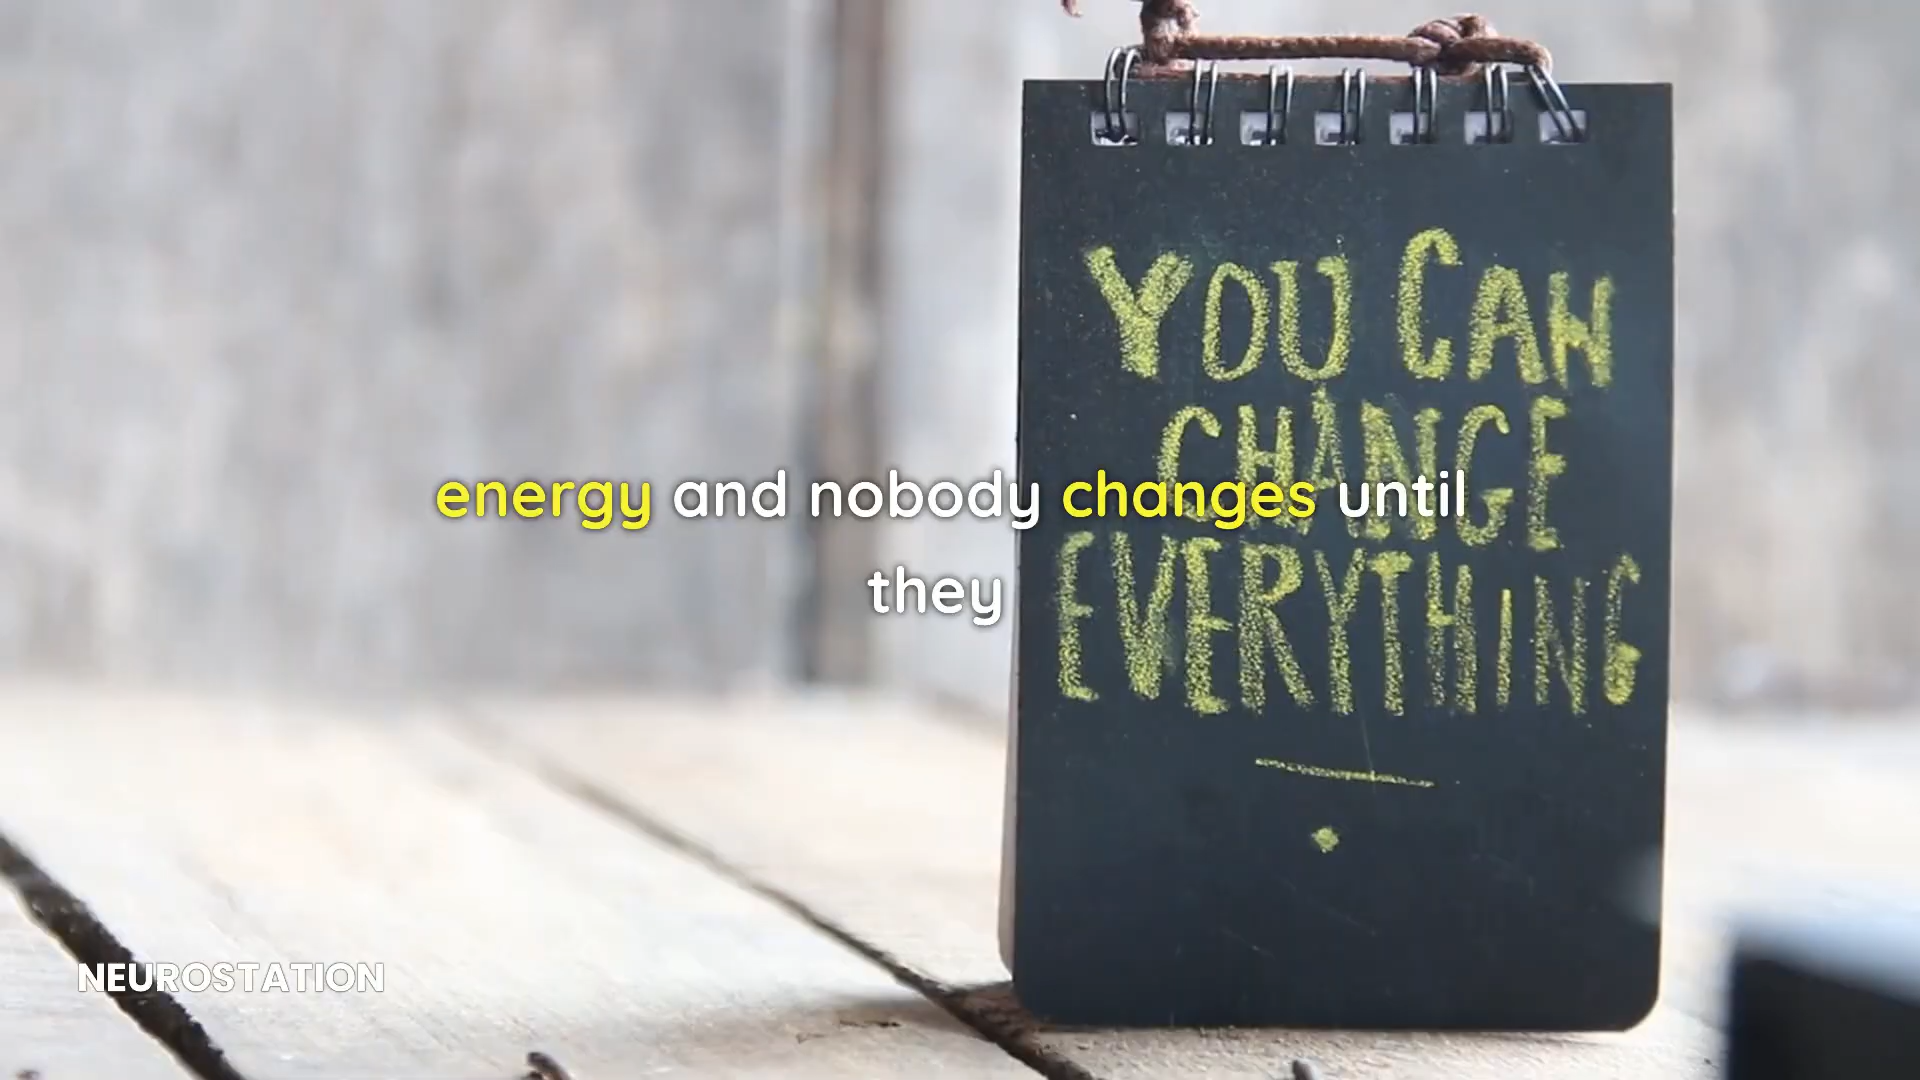 YOU CAN
CHANGE
EVERYTHING
energy and nobody changes until
they
NEUROSTATION